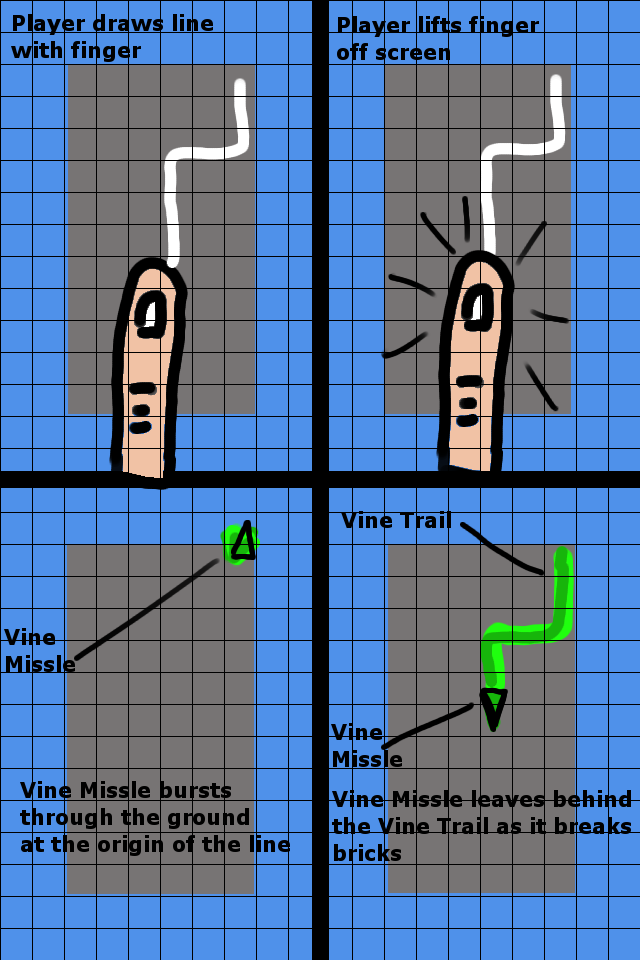 Player draws line
with finger
Player lifts finger
off screen
Vine
Missle
Vine Missle bursts
through the ground
at the origin of the line
Vine Trail
Vine
Missle
Vine Missle leaves behind
the Vine Trail as it breaks
bricks